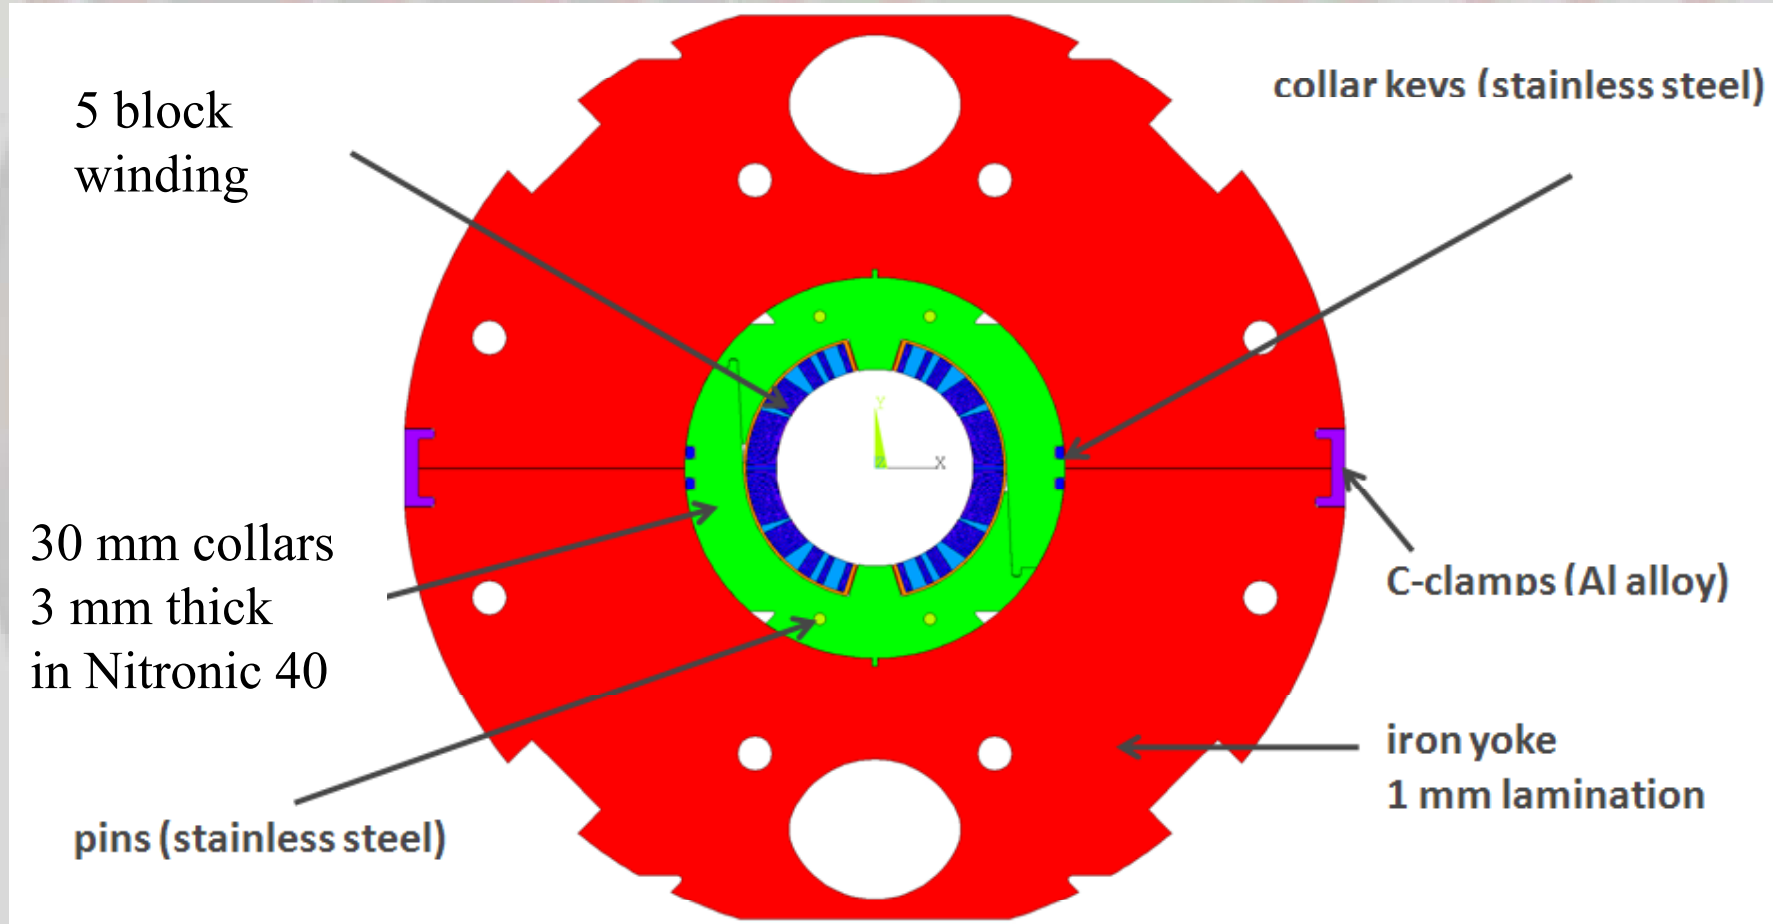 5 block
winding
collar keys (stainless steel)
Y
Z
X
30 mm collars
3 mm thick
in Nitronic 40
C-clamps (Al alloy)
iron yoke
1 mm lamination
pins (stainless steel)